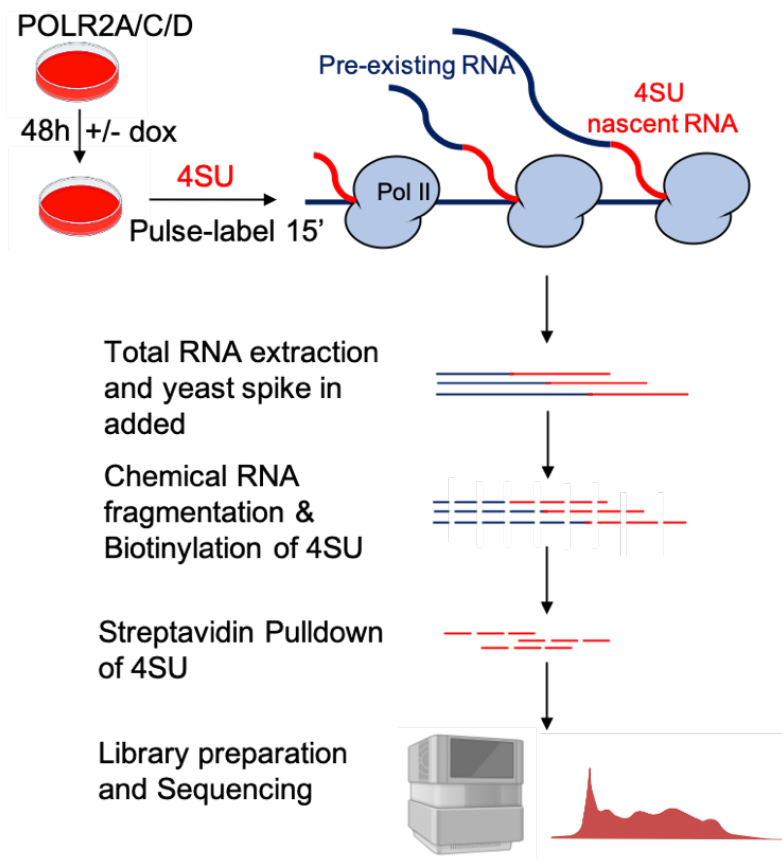 POLR2A/C/D
48h +/- dox
4SU
Pulse-label 15’
Pre-existing RNA
4SU
nascent RNA
Pol II
Total RNA extraction
and yeast spike in
added
Chemical RNA
fragmentation &
Biotinylation of 4SU
Streptavidin Pulldown
of 4SU
Library preparation
and Sequencing